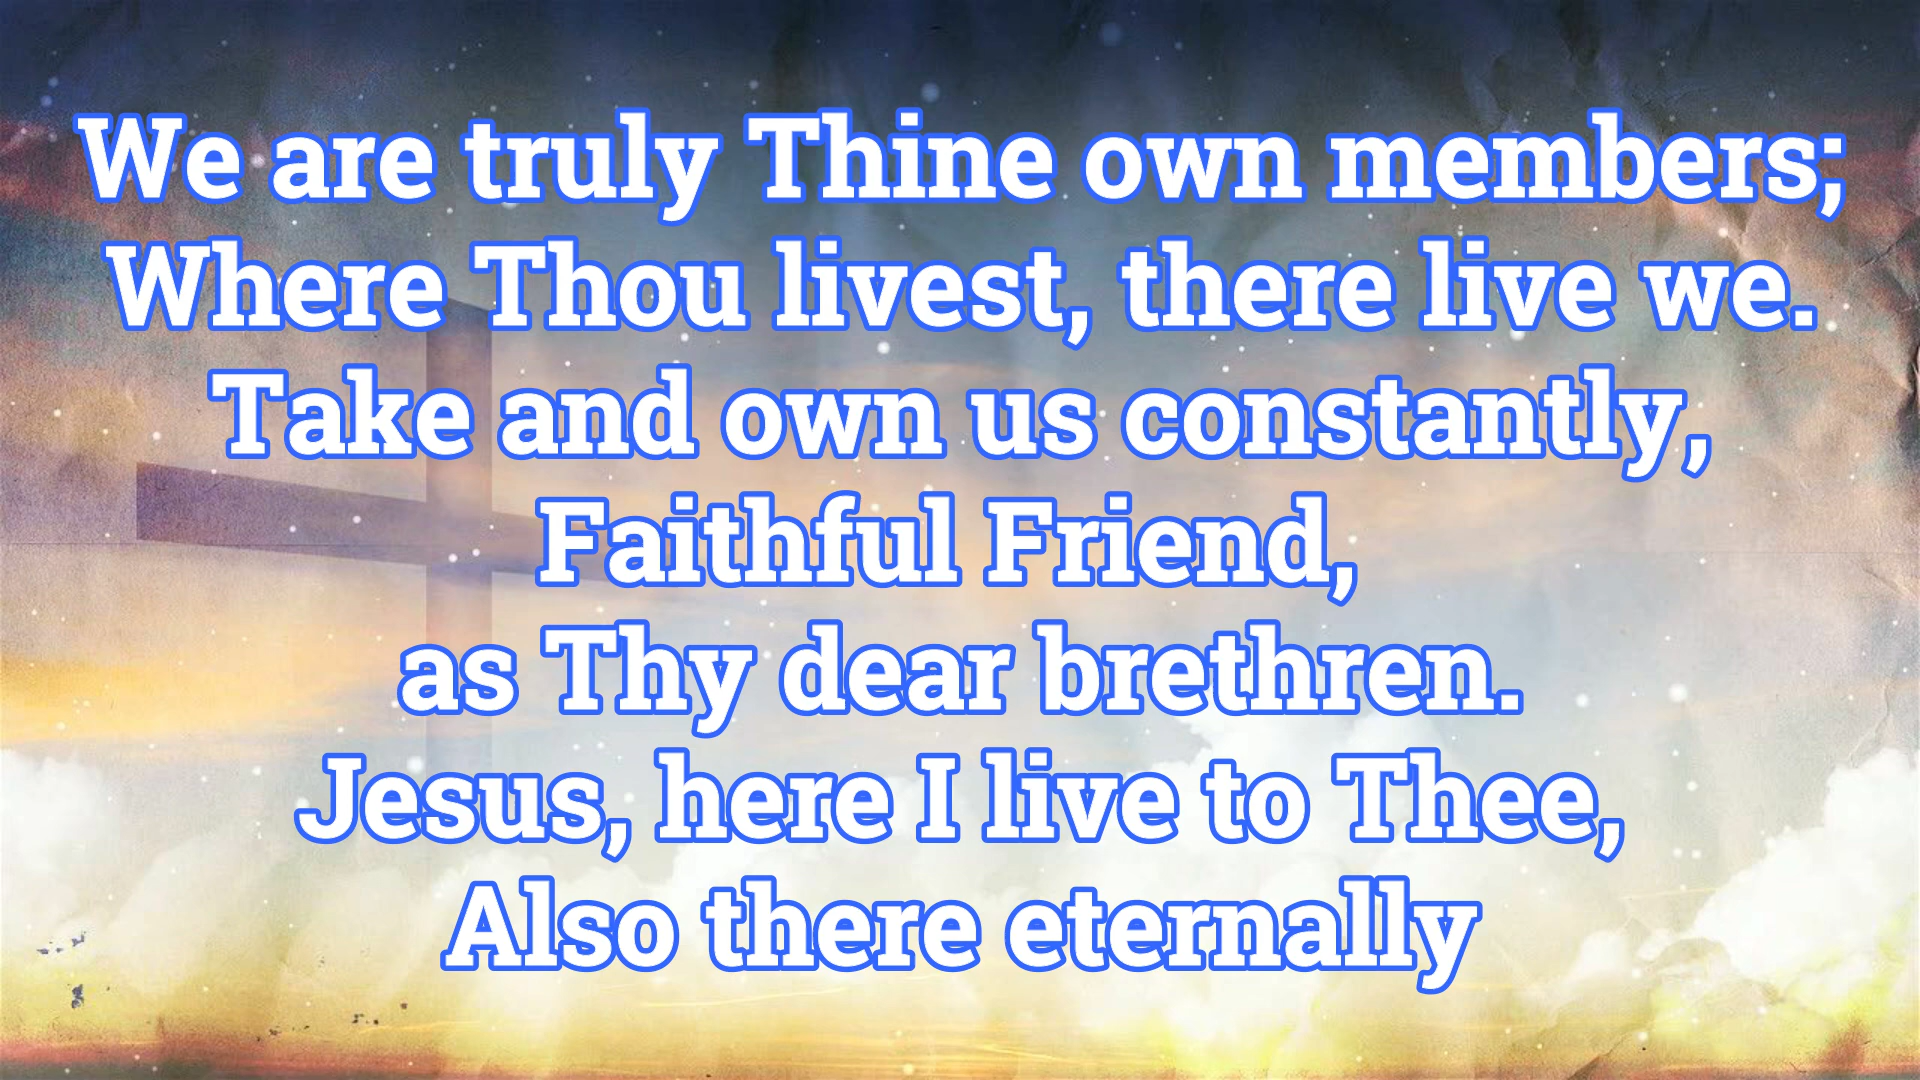 We are truly Thine own members;
Where Thou livest, there live we.
Take and own us constantly,
Faithful Friend,
as Thy dear brethren.
Jesus, here I live to Thee,
Also there eternally